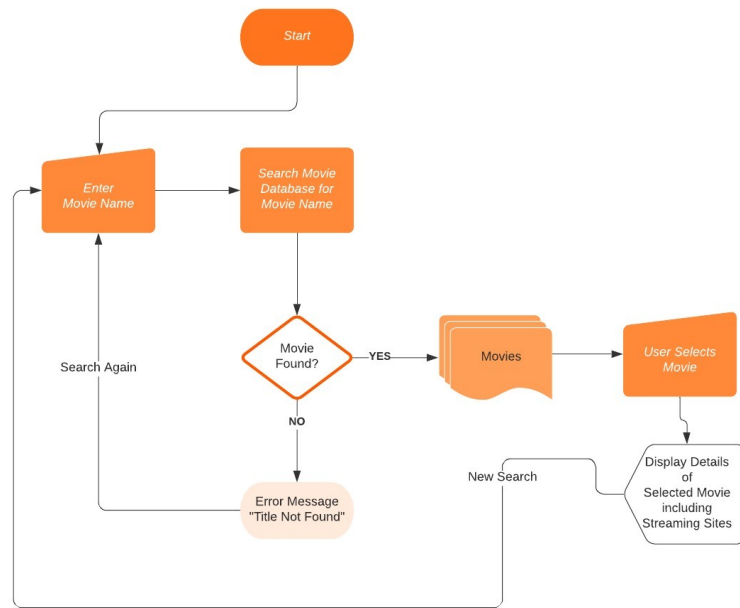 Start
Enter
Movie Name
Search Movie
Database for
Movie Name
Movie
Found?
YES
Movies
User Selects
Movie
Search Again
NO
Error Message
"Title Not Found"
New Search
Display Details
of
Selected Movie
including
Streaming Sites